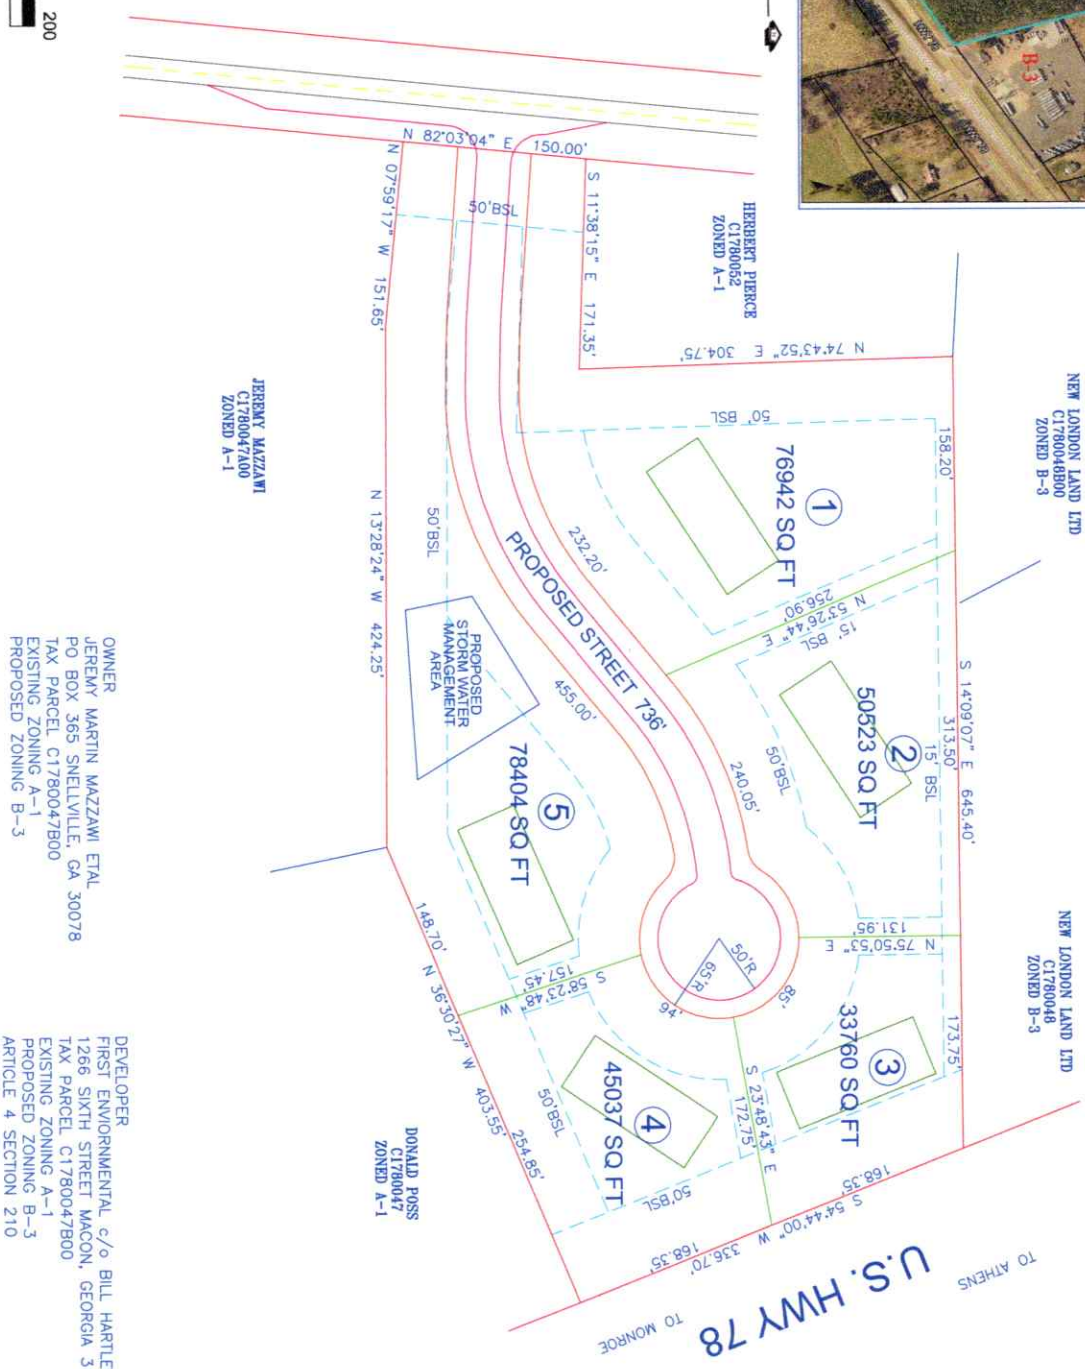 200
B-3
NEW LONDON LAND LTD
C1780048B00
ZONED B-3
NEW LONDON LAND LTD
C1780048
ZONED B-3
HERBERT PIERCE
C1780052
ZONED A-1
JEREMY MAZZAWI
C1780047A00
ZONED A-1
DONALD POSS
C1780047
ZONED A-1
N 82°03'04" E 150.00'
N 07°59'17" W 151.65'
50'BSL
S 11°38'15" E 171.35'
N 74°43'52" E 304.75'
50' BSL
158.20'
1
76942 SQ FT
232.20'
PROPOSED STREET 736'
N 53°26'44" E
256.90'
15' BSL
S 14°09'07" E 645.40'
313.50'
15' BSL
2
50523 SQ FT
50'BSL
240.05'
455.00'
N 13°28'24" W 424.25'
50'BSL
PROPOSED
STORM WATER
MANAGEMENT
AREA
5
78404 SQ FT
N 75°50'53" E
131.95'
173.75'
50'R
65'R
85'
94'
3
33760 SQ FT
S 58°23'48" W
157.45'
148.70'
N 36°30'27" W 403.55'
254.85'
50'BSL
4
45037 SQ FT
S 23°48'43" E
172.75'
50'BSL
168.35'
S 54°44'00" W 336.70'
168.35'
U.S. HWY 78
TO ATHENS
TO MONROE
OWNER
JEREMY MARTIN MAZZAWI ETAL
PO BOX 365 SNELLVILLE, GA 30078
TAX PARCEL C1780047B00
EXISTING ZONING A-1
PROPOSED ZONING B-3
DEVELOPER
FIRST ENVIORNMENTAL c/o BILL HARTLE
1266 SIXTH STREET MACON, GEORGIA 3
TAX PARCEL C1780047B00
EXISTING ZONING A-1
PROPOSED ZONING B-3
ARTICLE 4 SECTION 210